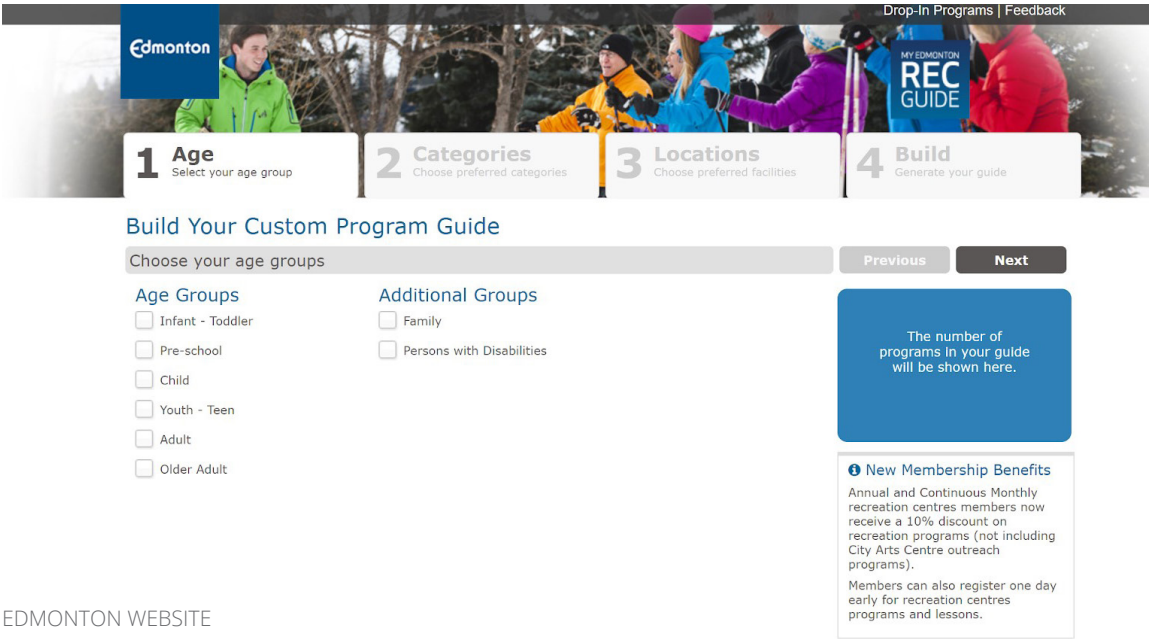 Drop-In Programs | Feedback
Edmonton
MY EDMONTON
REC
GUIDE
1 Age
Select your age group
2 Categories
Choose preferred categories
3 Locations
Choose preferred facilities
4 Build
Generate your guide
Build Your Custom Program Guide
Choose your age groups
Previous
Next
Age Groups
Infant - Toddler
Pre-school
Child
Youth - Teen
Adult
Older Adult
Additional Groups
Family
Persons with Disabilities
The number of
programs in your guide
will be shown here.
New Membership Benefits
Annual and Continuous Monthly
recreation centres members now
receive a 10% discount on
recreation programs (not including
City Arts Centre outreach
programs).
Members can also register one day
early for recreation centres
programs and lessons.
EDMONTON WEBSITE